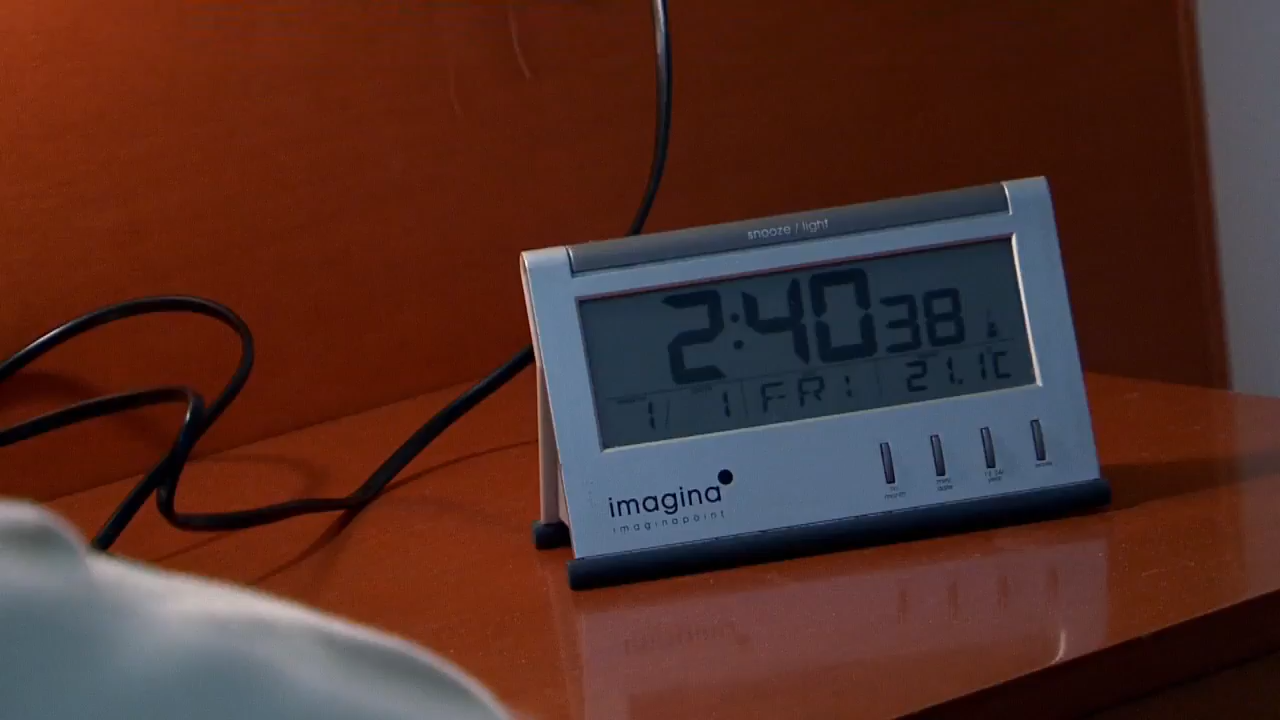 snooze / light
2:40 38
1/ 1 FRI 21.1C
imagina
imaginapoint